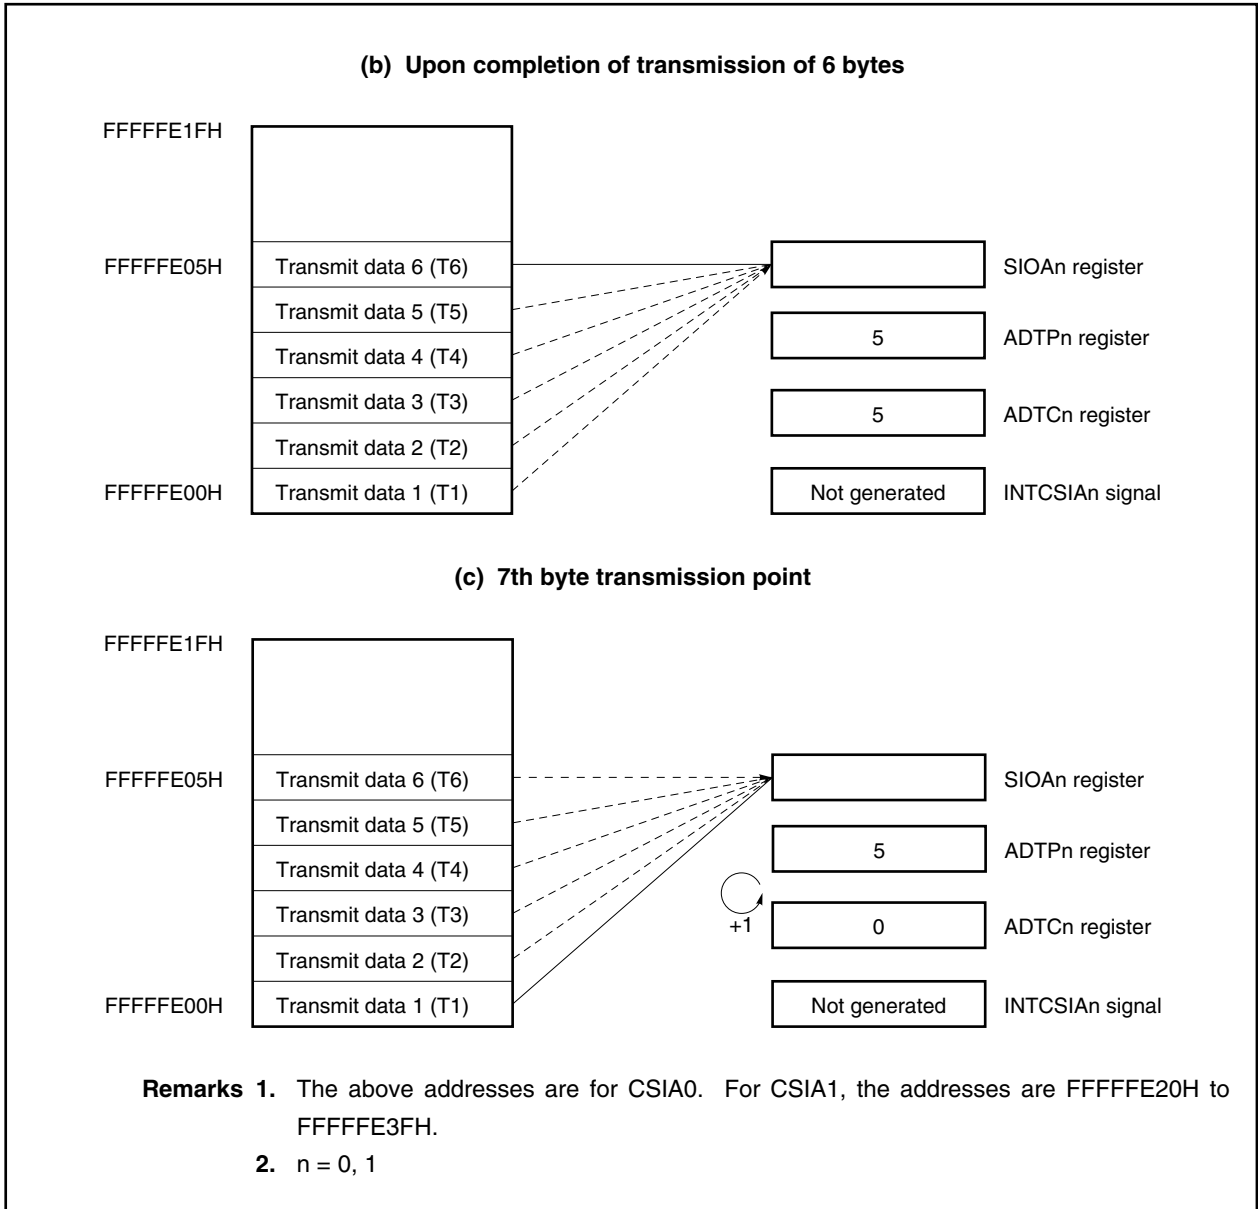 (b) Upon completion of transmission of 6 bytes
FFFFFE1FH
FFFFFE05H Transmit data 6 (T6) SIOAn register
Transmit data 5 (T5)
5 ADTPn register
Transmit data 4 (T4)
Transmit data 3 (T3)
5 ADTCn register
Transmit data 2 (T2)
FFFFFE00H Transmit data 1 (T1) Not generated INTCSIAn signal
(c) 7th byte transmission point
FFFFFE1FH
FFFFFE05H Transmit data 6 (T6) SIOAn register
Transmit data 5 (T5)
5 ADTPn register
Transmit data 4 (T4)
Transmit data 3 (T3)
+1 0 ADTCn register
Transmit data 2 (T2)
FFFFFE00H Transmit data 1 (T1) Not generated INTCSIAn signal
Remarks 1. The above addresses are for CSIA0. For CSIA1, the addresses are FFFFFE20H to
FFFFFE3FH.
2. n = 0, 1